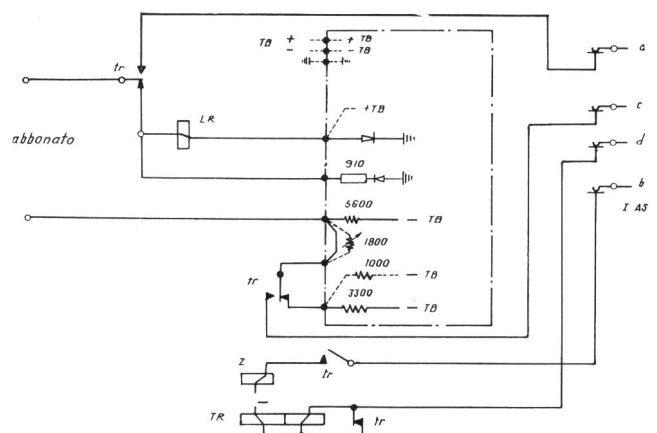 + + TB
TB
- - TB
a
tr
LR
+TB
c
abbonato
d
910
b
I AS
5600
- TB
1800
1000
- TB
tr
3300
- TB
Z
tr
-
TR
tr